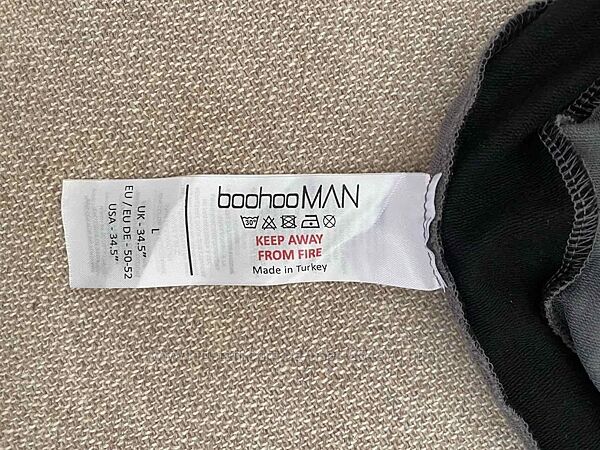 boohooMAN
30°
KEEP AWAY
FROM FIRE
Made in Turkey
L
UK - 34.5"
EU / EU DE - 50-52
USA - 34.5"